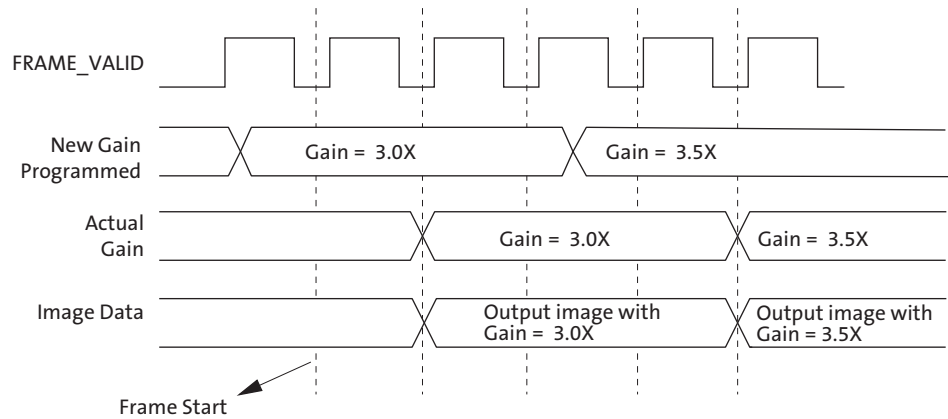 FRAME_VALID
New Gain
Programmed
Gain = 3.0X
Gain = 3.5X
Actual
Gain
Gain = 3.0X
Gain = 3.5X
Image Data
Output image with
Gain = 3.0X
Output image with
Gain = 3.5X
Frame Start